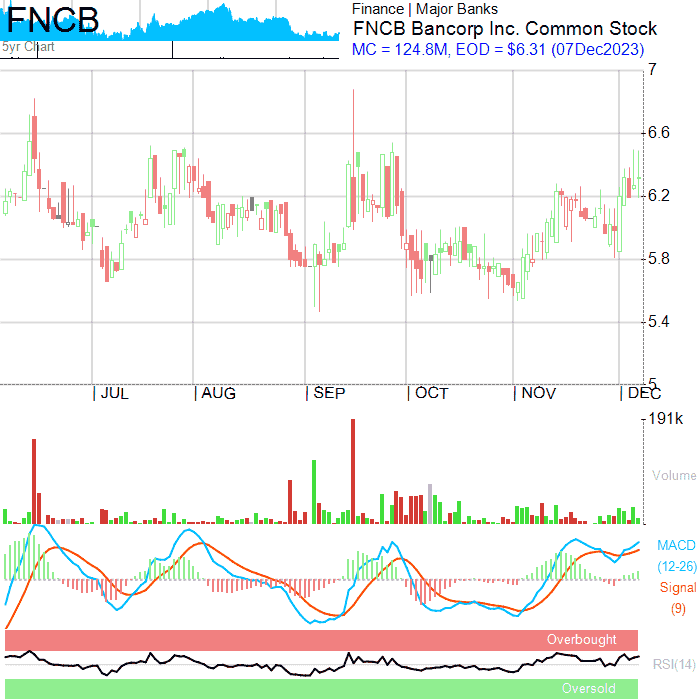 FNCB
5yr Chart
Finance | Major Banks
FNCB Bancorp Inc. Common Stock
MC = 124.8M, EOD = $6.31 (07Dec2023)
7
6.6
6.2
5.8
5.4
5
JUL AUG SEP OCT NOV DEC
191k
Volume
MACD
(12-26)
Signal
(9)
Overbought
RSI(14)
Oversold